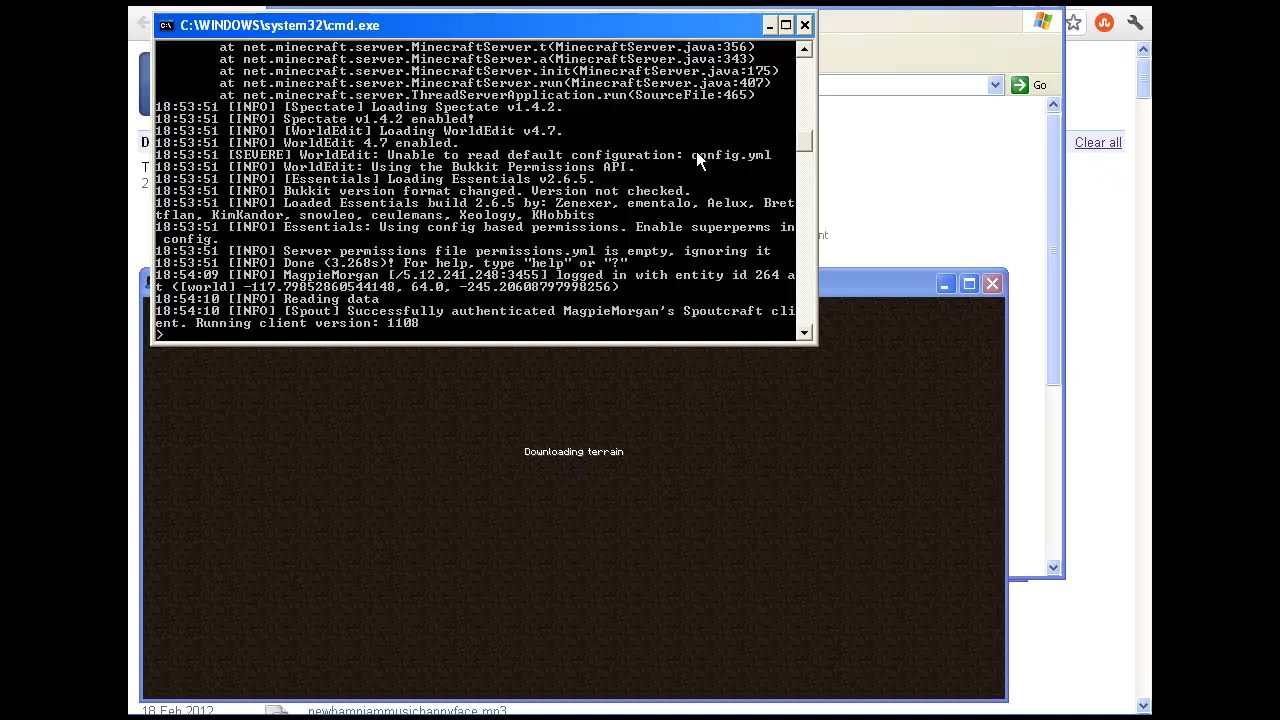 C:\WINDOWS\system32\cmd.exe
at net.minecraft.server.MinecraftServer.t(MinecraftServer.java:356)
at net.minecraft.server.MinecraftServer.a(MinecraftServer.java:343)
at net.minecraft.server.MinecraftServer.init(MinecraftServer.java:175)
at net.minecraft.server.MinecraftServer.run(MinecraftServer.java:407)
at net.minecraft.server.ThreadServerApplication.run(SourceFile:465)
18:53:51 [INFO] [Spectate] Loading Spectate v1.4.2.
18:53:51 [INFO] Spectate v1.4.2 enabled!
18:53:51 [INFO] [WorldEdit] Loading WorldEdit v4.7.
18:53:51 [INFO] WorldEdit 4.7 enabled.
18:53:51 [SEVERE] WorldEdit: Unable to read default configuration: config.yml
18:53:51 [INFO] WorldEdit: Using the Bukkit Permissions API.
18:53:51 [INFO] [Essentials] Loading Essentials v2.6.5.
18:53:51 [INFO] Bukkit version format changed. Version not checked.
18:53:51 [INFO] Loaded Essentials build 2.6.5 by: Zenexer, ementalo, Aelux, Bret
tflan, KimKandor, snowleo, ceulemans, Xeology, KHobbits
18:53:51 [INFO] Essentials: Using config based permissions. Enable superperms in
config.
18:53:51 [INFO] Server permissions file permissions.yml is empty, ignoring it
18:53:51 [INFO] Done (3.2s8s)! For help, type "help" or "?"
18:54:09 [INFO] MagpieMorgan [/5.12.241.248:3455] logged in with entity id 264 a
18:54:10 [INFO] Reading data
18:54:10 [INFO] [Spout] Successfully authenticated MagpieMorgan's Spoutcraft cli
ent. Running client version: 1108
>
Go
Clear all
nt
Downloading terrain
18 Feb 2012
newhamnjammusichappyface.mp3